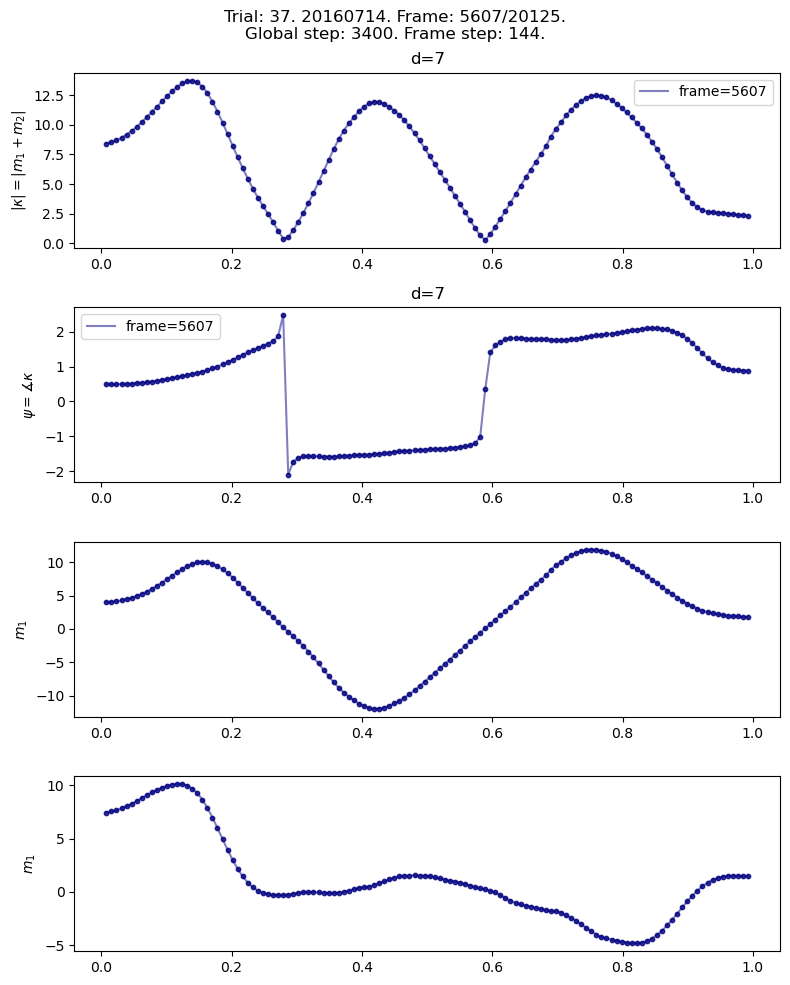 Trial: 37. 20160714. Frame: 5607/20125.
Global step: 3400. Frame step: 144.
d=7
frame=5607
|κ| = |m₁ + m₂|
12.5
10.0
7.5
5.0
2.5
0.0
0.0 0.2 0.4 0.6 0.8 1.0
d=7
frame=5607
ψ = ∡κ
2
1
0
−1
−2
0.0 0.2 0.4 0.6 0.8 1.0
m₁
10
5
0
−5
−10
0.0 0.2 0.4 0.6 0.8 1.0
m₁
10
5
0
−5
0.0 0.2 0.4 0.6 0.8 1.0